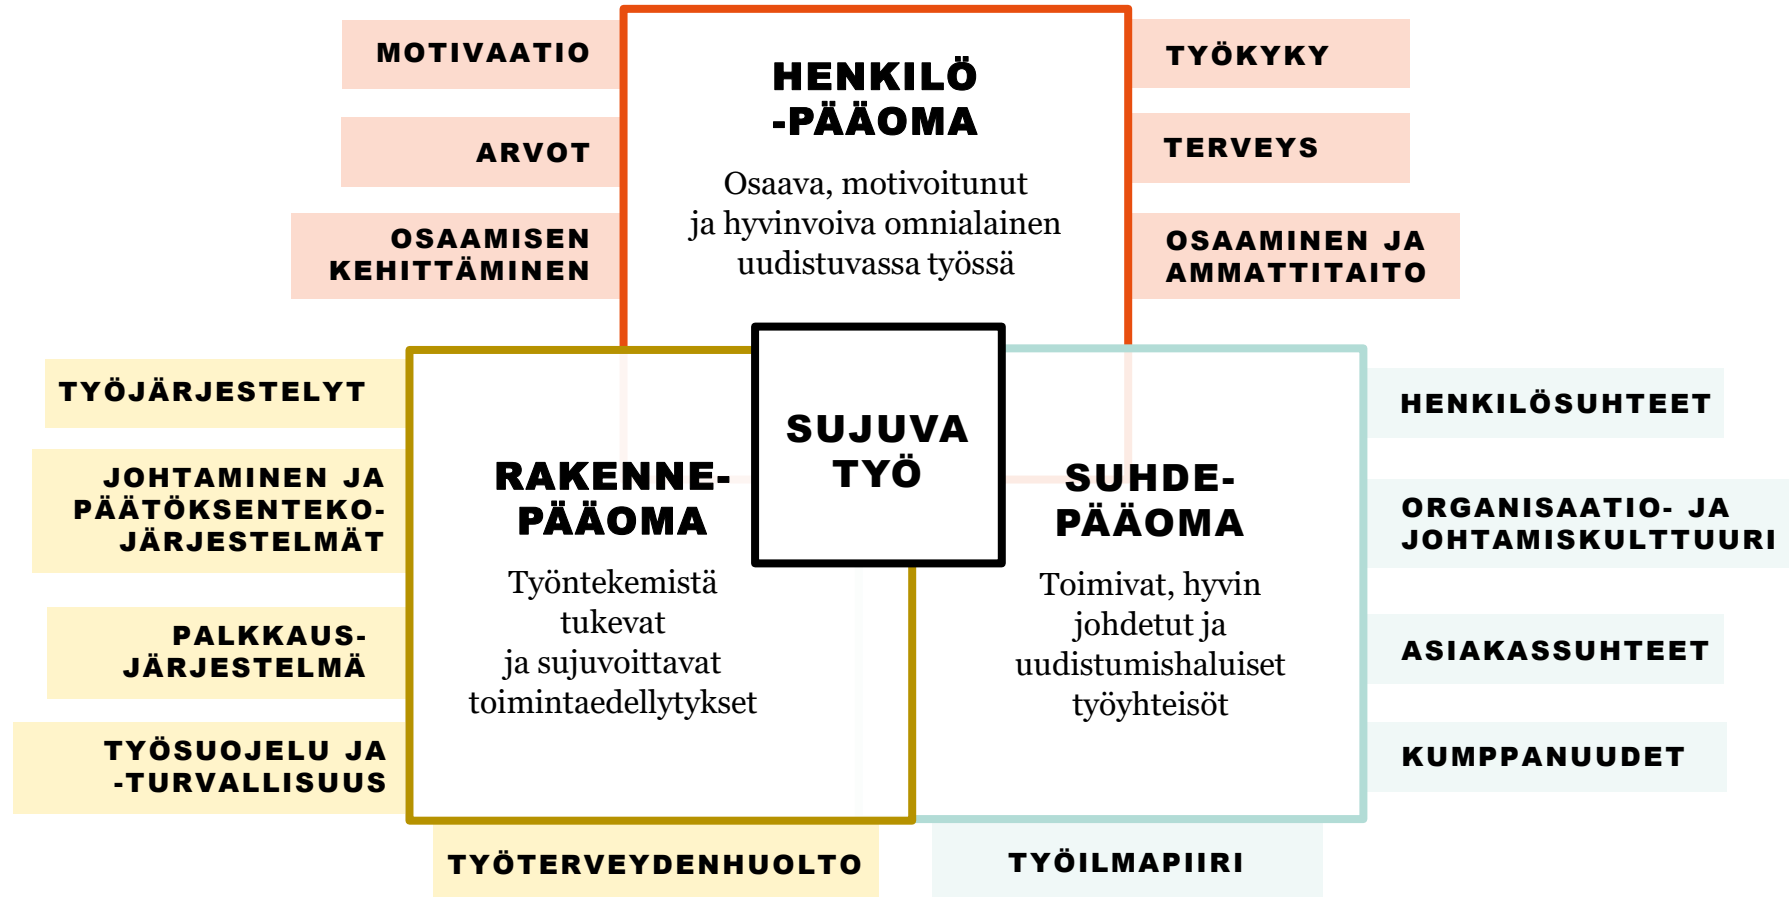 MOTIVAATIO
ARVOT
OSAAMISEN
KEHITTÄMINEN
HENKILÖ
-PÄÄOMA
Osaava, motivoitunut
ja hyvinvoiva omnialainen
uudistuvassa työssä
TYÖKYKY
TERVEYS
OSAAMINEN JA
AMMATTITAITO
SUJUVA
TYÖ
TYÖJÄRJESTELYT
JOHTAMINEN JA
PÄÄTÖKSENTEKO-
JÄRJESTELMÄT
PALKKAUS-
JÄRJESTELMÄ
TYÖSUOJELU JA
-TURVALLISUUS
TYÖTERVEYDENHUOLTO
RAKENNE-
PÄÄOMA
Työntekemistä
tukevat
ja sujuvoittavat
toimintaedellytykset
SUHDE-
PÄÄOMA
Toimivat, hyvin
johdetut ja
uudistumishaluiset
työyhteisöt
HENKILÖSUHTEET
ORGANISAATIO- JA
JOHTAMISKULTTUURI
ASIAKASSUHTEET
KUMPPANUUDET
TYÖILMAPIIRI